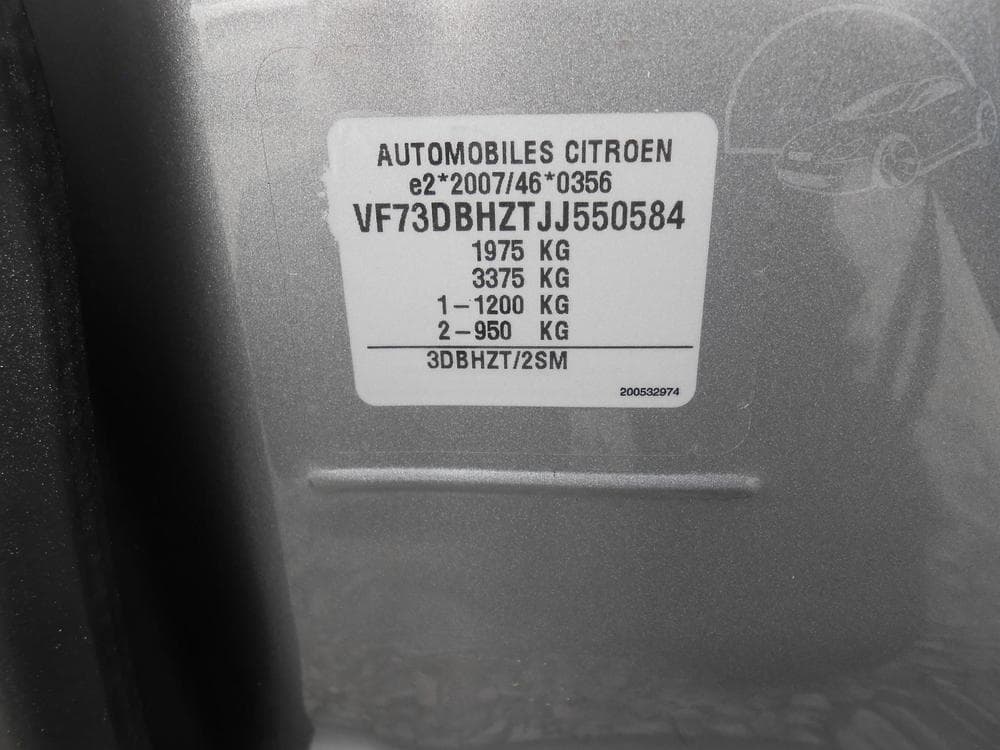 AUTOMOBILES CITROEN
e2*2007/46*0356
VF73DBHZTJJ550584
1975 KG
3375 KG
1-1200 KG
2-950 KG
3DBHZT/2SM
200532974